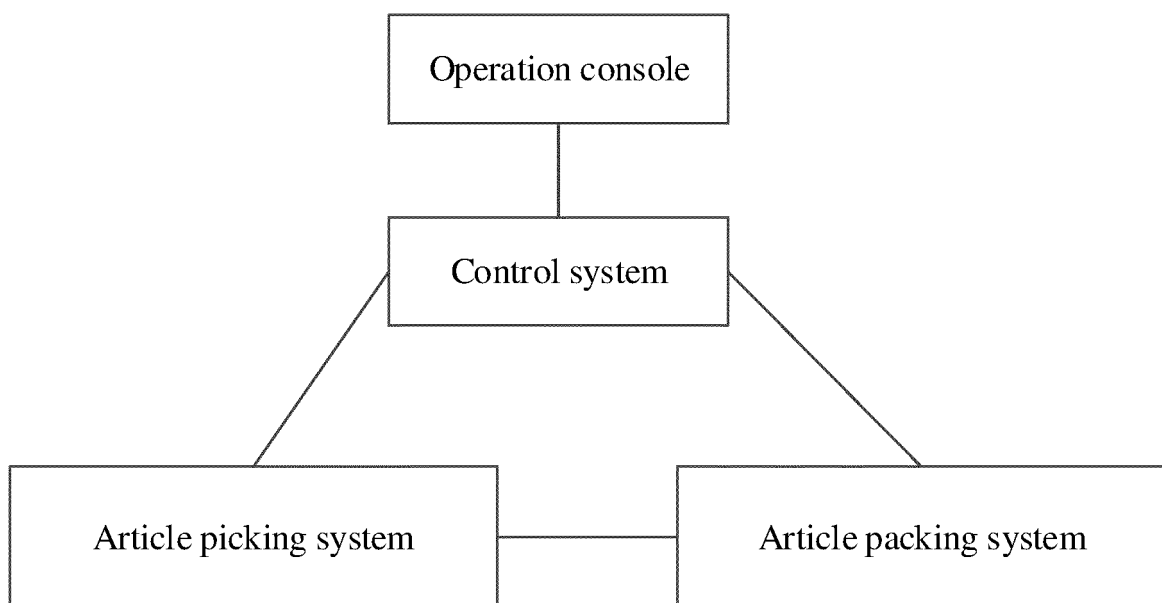 Operation console
Control system
Article picking system
Article packing system